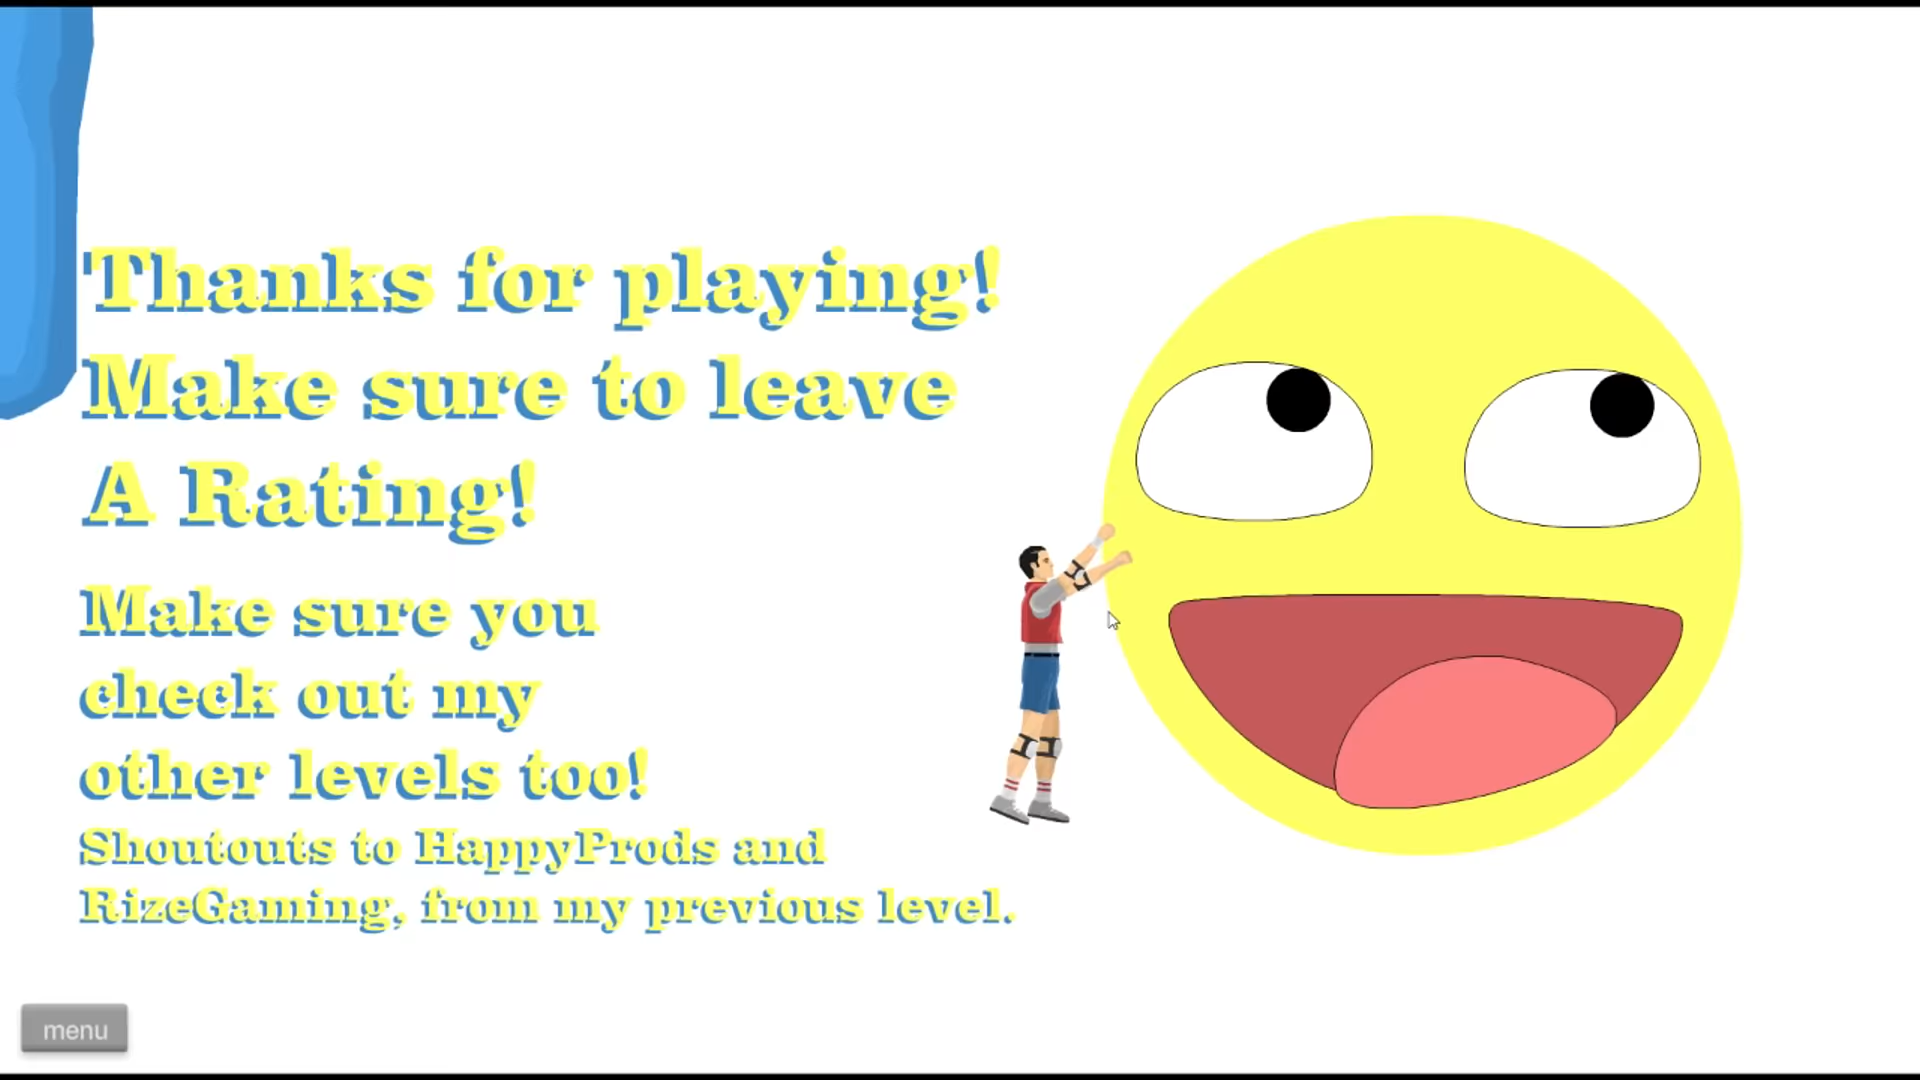 Thanks for playing!
Make sure to leave
A Rating!
Make sure you
check out my
other levels too!
Shoutouts to HappyProds and
RizeGaming, from my previous level.
menu